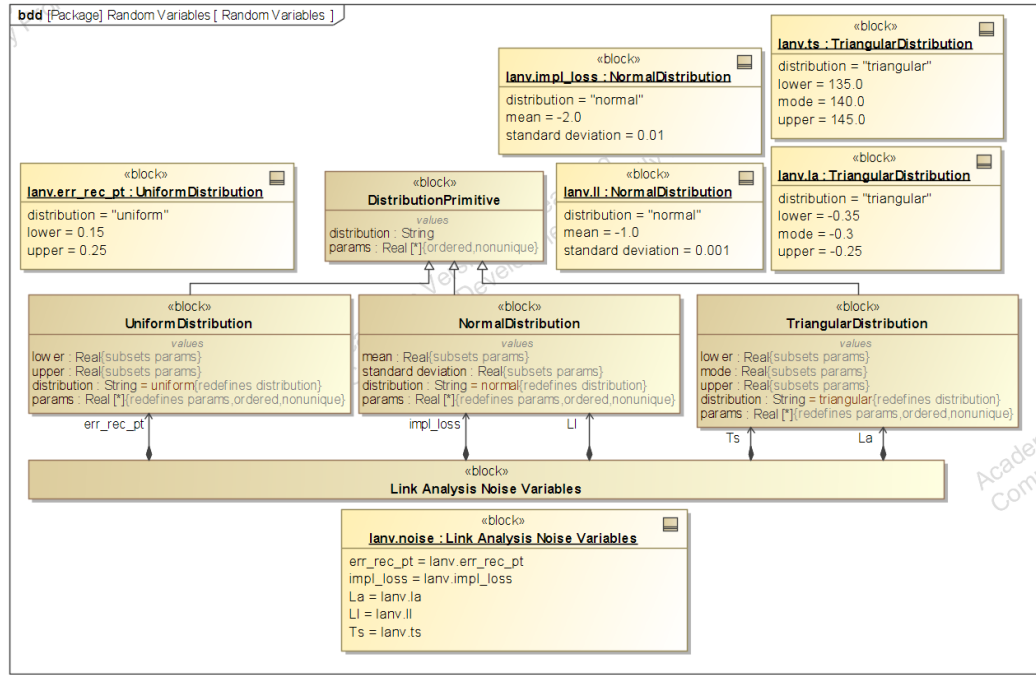 bdd [Package] Random Variables [ Random Variables ]
«block»
lanv.ts : TriangularDistribution
distribution = "triangular"
lower = 135.0
mode = 140.0
upper = 145.0
«block»
lanv.impl_loss : NormalDistribution
distribution = "normal"
mean = -2.0
standard deviation = 0.01
«block»
lanv.err_rec_pt : UniformDistribution
distribution = "uniform"
lower = 0.15
upper = 0.25
«block»
DistributionPrimitive
values
distribution : String
params : Real [*]{ordered,nonunique}
«block»
lanv.ll : NormalDistribution
distribution = "normal"
mean = -1.0
standard deviation = 0.001
«block»
lanv.la : TriangularDistribution
distribution = "triangular"
lower = -0.35
mode = -0.3
upper = -0.25
«block»
UniformDistribution
values
lower : Real{subsets params}
upper : Real{subsets params}
distribution : String = uniform{redefines distribution}
params : Real [*]{redefines params,ordered,nonunique}
«block»
NormalDistribution
values
mean : Real{subsets params}
standard deviation : Real{subsets params}
distribution : String = normal{redefines distribution}
params : Real [*]{redefines params,ordered,nonunique}
«block»
TriangularDistribution
values
lower : Real{subsets params}
mode : Real{subsets params}
upper : Real{subsets params}
distribution : String = triangular{redefines distribution}
params : Real [*]{redefines params,ordered,nonunique}
err_rec_pt
impl_loss
Ll
Ts
La
«block»
Link Analysis Noise Variables
«block»
lanv.noise : Link Analysis Noise Variables
err_rec_pt = lanv.err_rec_pt
impl_loss = lanv.impl_loss
La = lanv.la
Ll = lanv.ll
Ts = lanv.ts